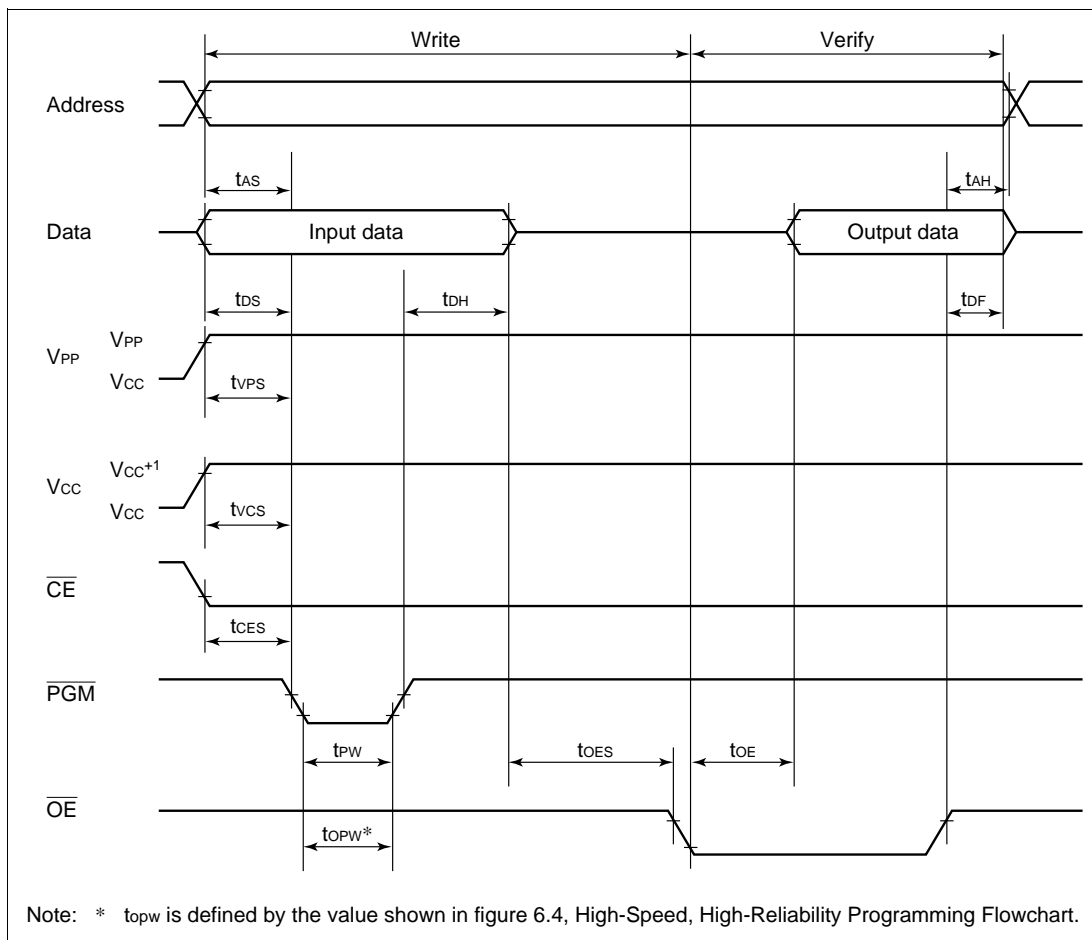 Write
Verify
Address
tAS
tAH
Data
Input data
Output data
tDS
tDH
tDF
VPP
VPP
VCC
tVPS
VCC
VCC+1
VCC
tVCS
CE
tCES
PGM
tPW
tOES
tOE
OE
tOPW*
Note: * topw is defined by the value shown in figure 6.4, High-Speed, High-Reliability Programming Flowchart.